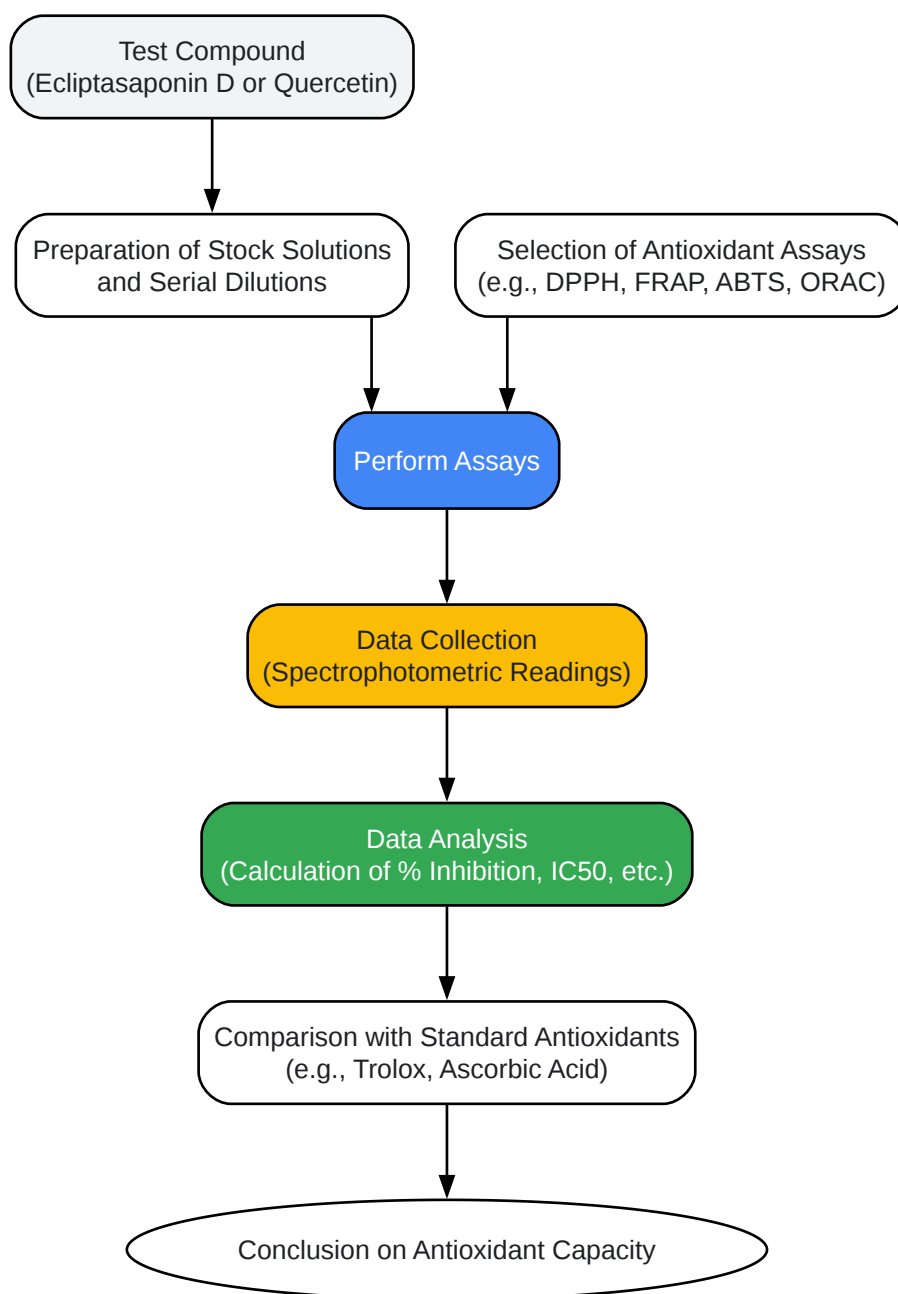 Test Compound
(Ecliptasaponin D or Quercetin)
Preparation of Stock Solutions
and Serial Dilutions
Selection of Antioxidant Assays
(e.g., DPPH, FRAP, ABTS, ORAC)
Perform Assays
Data Collection
(Spectrophotometric Readings)
Data Analysis
(Calculation of % Inhibition, IC50, etc.)
Comparison with Standard Antioxidants
(e.g., Trolox, Ascorbic Acid)
Conclusion on Antioxidant Capacity